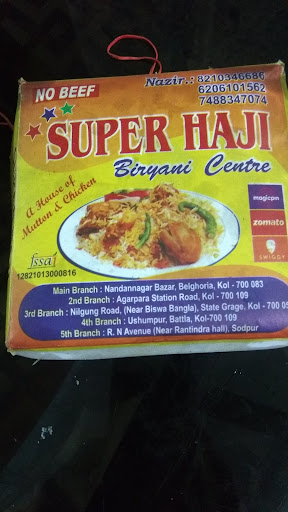 NO BEEF
Nazir.: 8210346686
6206101562
7488347074
SUPER HAJI
Biryani Centre
A House of
Mutton & Chicken
magicpin
zomato
SWIGGY
fssai
12821013000816
Main Branch : Nandannagar Bazar, Belghoria, Kol - 700 083
2nd Branch : Agarpara Station Road, Kol - 700 109
3rd Branch : Nilgung Road, (Near Biswa Bangla), State Grage, Kol - 700
4th Branch : Ushumpur, Battla, Kol-700 109
5th Branch : R. N Avenue (Near Rantindra hall), Sodpur